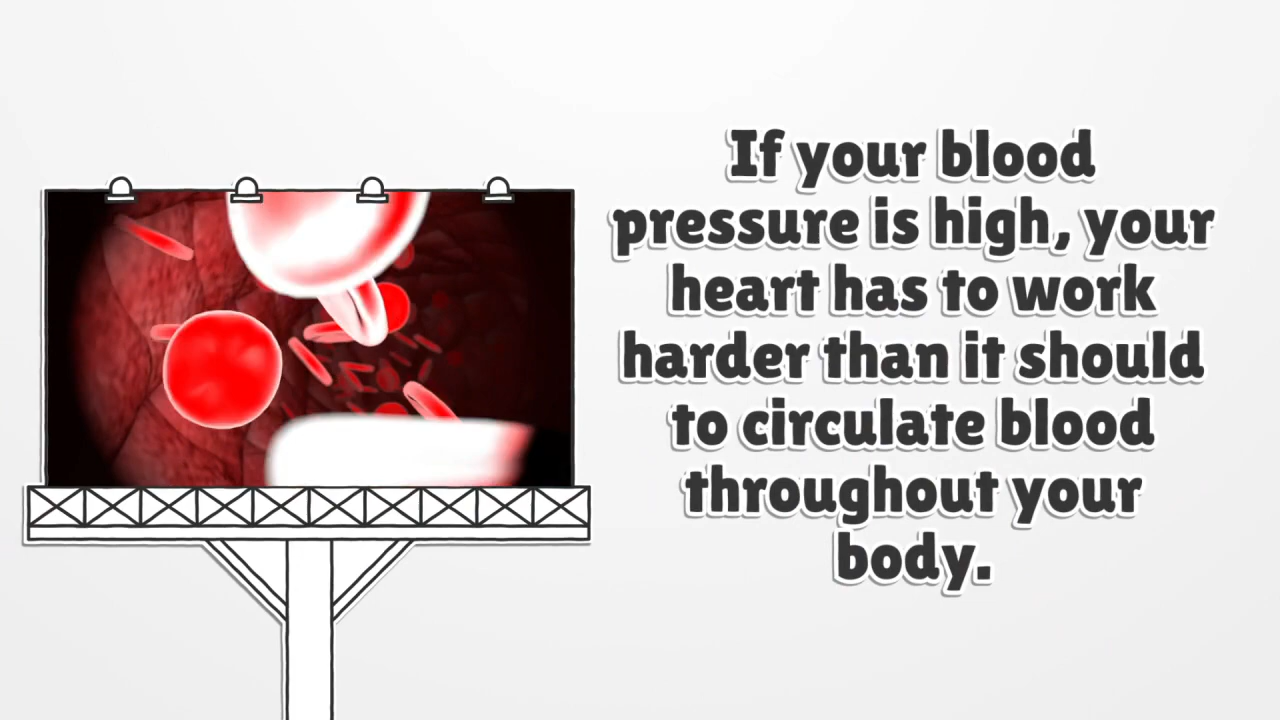 If your blood
pressure is high, your
heart has to work
harder than it should
to circulate blood
throughout your
body.